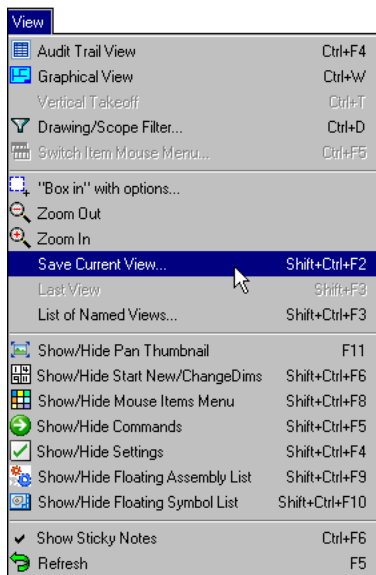 View
Audit Trail View Ctrl+F4
Graphical View Ctrl+W
Vertical Takeoff Ctrl+T
Drawing/Scope Filter... Ctrl+D
Switch Item Mouse Menu... Ctrl+F5
"Box in" with options...
Zoom Out
Zoom In
Save Current View... Shift+Ctrl+F2
Last View Shift+F3
List of Named Views... Shift+Ctrl+F3
Show/Hide Pan Thumbnail F11
Show/Hide Start New/ChangeDims Shift+Ctrl+F6
Show/Hide Mouse Items Menu Shift+Ctrl+F8
Show/Hide Commands Shift+Ctrl+F5
Show/Hide Settings Shift+Ctrl+F4
Show/Hide Floating Assembly List Shift+Ctrl+F9
Show/Hide Floating Symbol List Shift+Ctrl+F10
Show Sticky Notes Ctrl+F6
Refresh F5